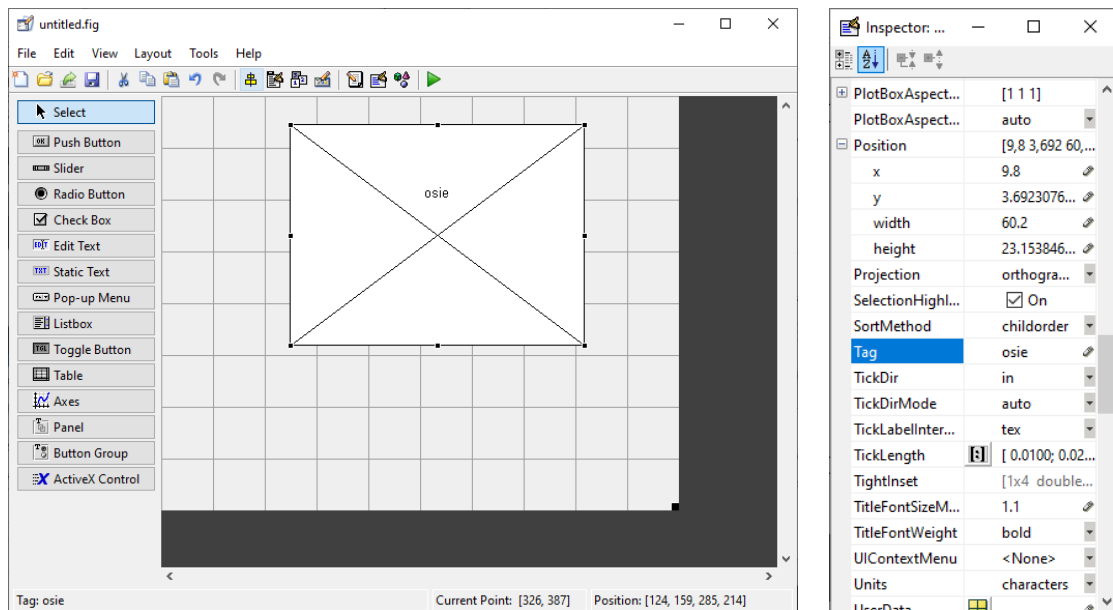 untitled.fig
File Edit View Layout Tools Help
Select
OK Push Button
Slider
Radio Button
Check Box
EDIT Edit Text
TXT Static Text
Pop-up Menu
Listbox
TGL Toggle Button
Table
Axes
Panel
Button Group
ActiveX Control
osie
Tag: osie
Current Point: [326, 387]
Position: [124, 159, 285, 214]
Inspector: ...
PlotBoxAspect... [1 1 1]
PlotBoxAspect... auto
Position [9,8 3,692 60,...
x 9.8
y 3.6923076...
width 60.2
height 23.153846...
Projection orthogra...
SelectionHighl... On
SortMethod childorder
Tag osie
TickDir in
TickDirMode auto
TickLabelInter... tex
TickLength [ 0.0100; 0.02...
TightInset [1x4 double...
TitleFontSizeM... 1.1
TitleFontWeight bold
UIContextMenu <None>
Units characters
UserData